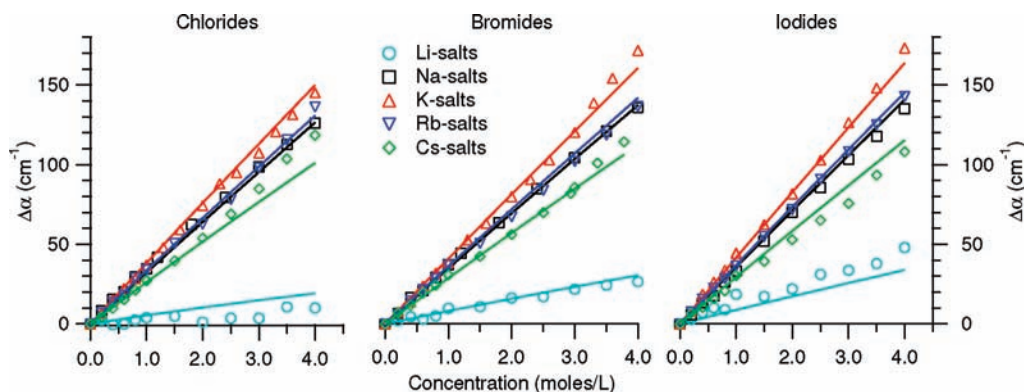 Chlorides
Bromides
Iodides
Δα (cm⁻¹)
150
100
50
0
0.0 1.0 2.0 3.0 4.0
Li-salts
Na-salts
K-salts
Rb-salts
Cs-salts
0.0 1.0 2.0 3.0 4.0
0.0 1.0 2.0 3.0 4.0
150
100
50
0
Δα (cm⁻¹)
Concentration (moles/L)